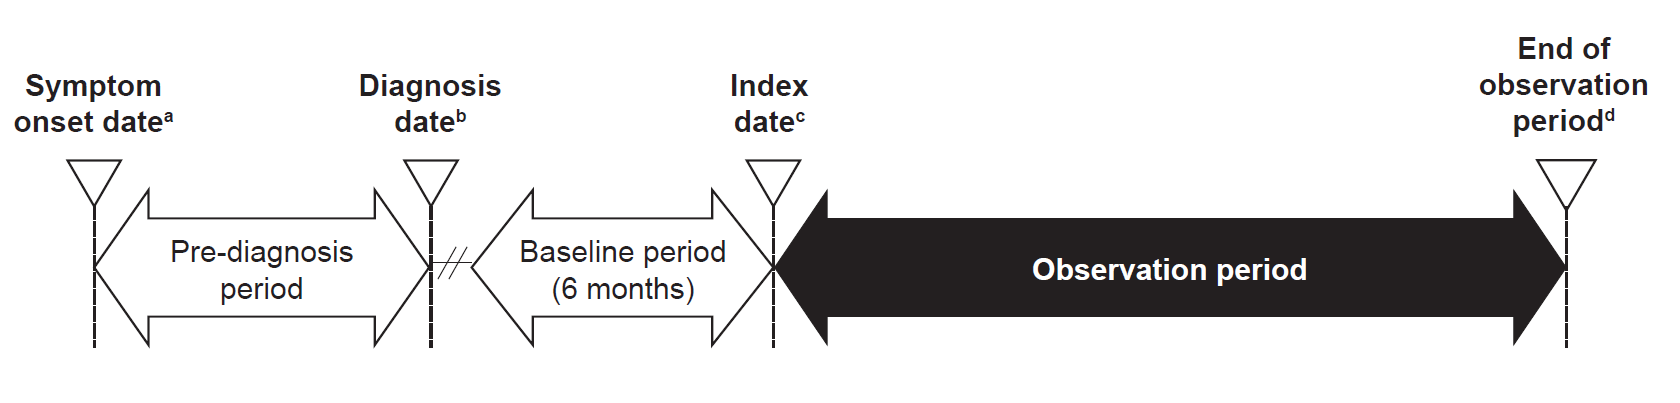 Symptom
onset dateᵃ
Diagnosis
dateᵇ
Index
dateᶜ
End of
observation
periodᵈ
Pre-diagnosis
period
Baseline period
(6 months)
Observation period